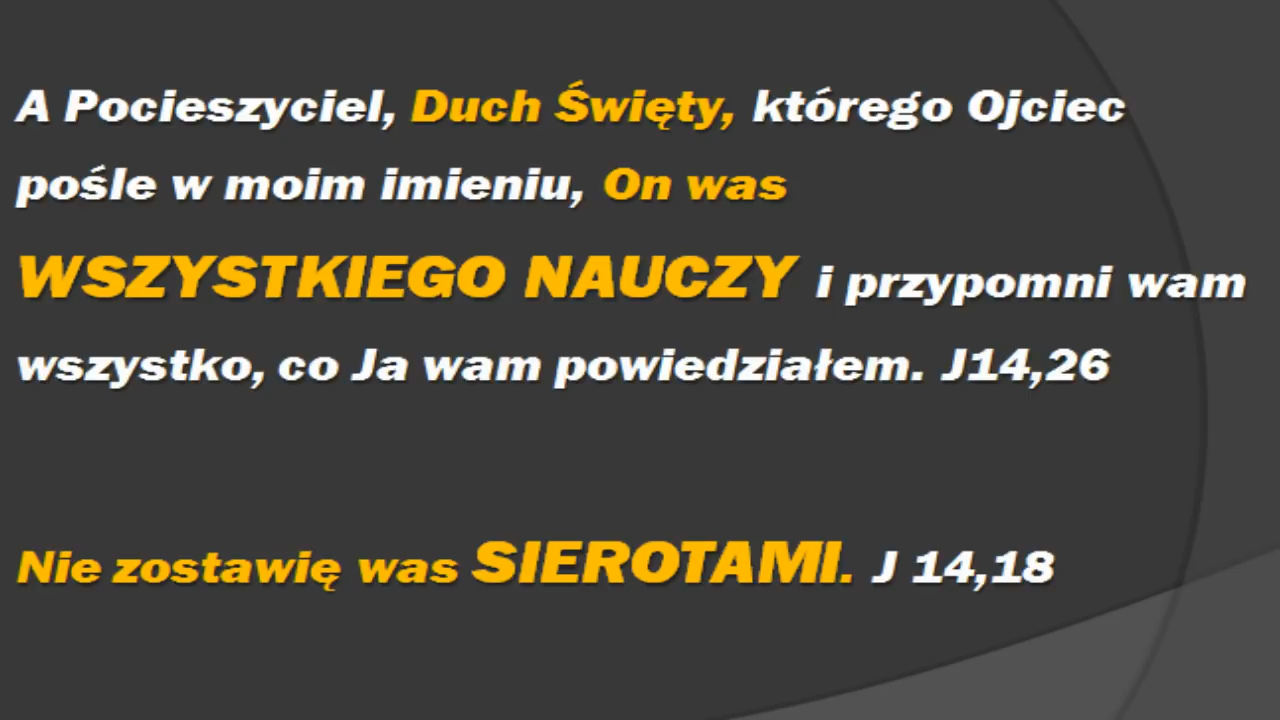 A Pocieszyciel, Duch Święty, którego Ojciec
pośle w moim imieniu, On was
WSZYSTKIEGO NAUCZY i przypomni wam
wszystko, co Ja wam powiedziałem. J14,26
Nie zostawię was SIEROTAMI. J 14,18